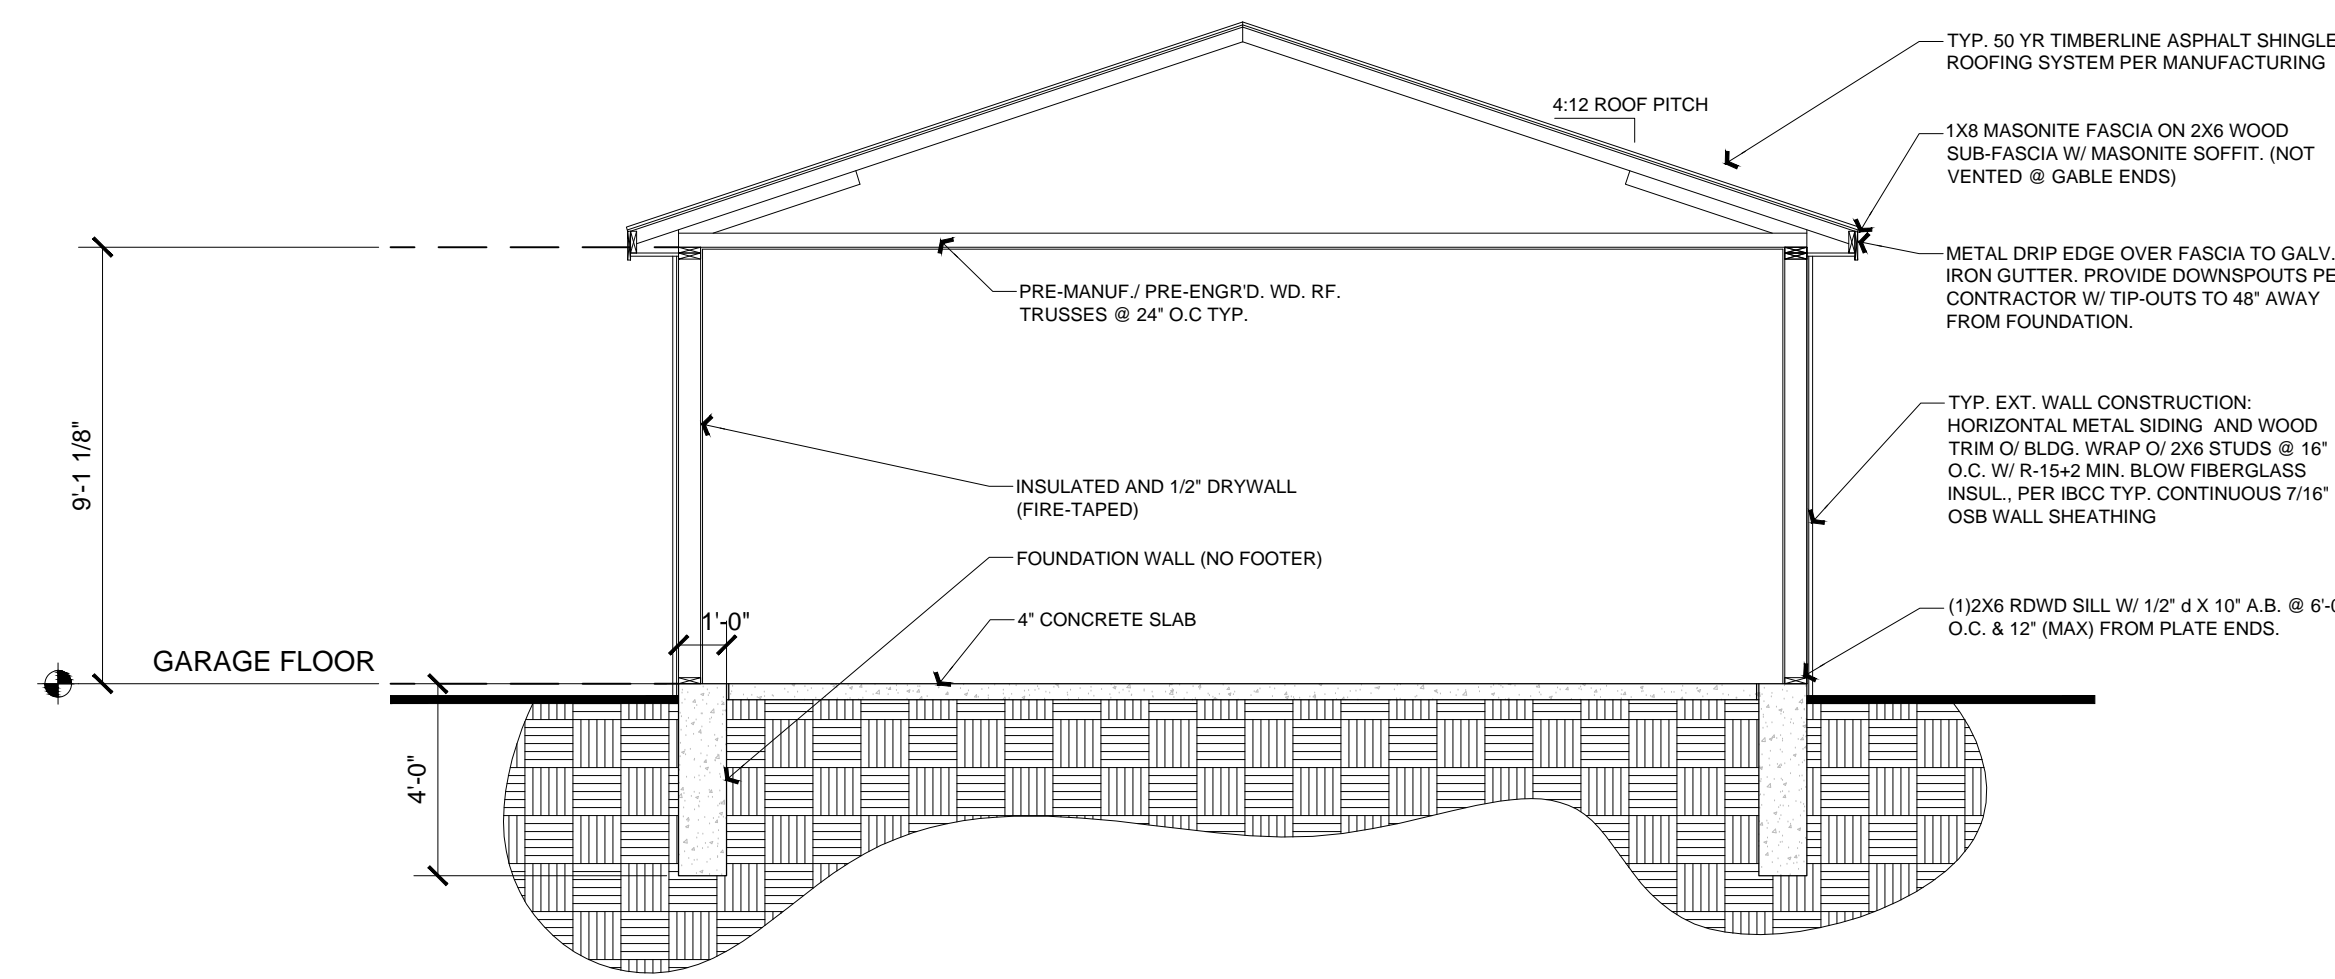 TYP. 50 YR TIMBERLINE ASPHALT SHINGLE
ROOFING SYSTEM PER MANUFACTURING
4:12 ROOF PITCH
1X8 MASONITE FASCIA ON 2X6 WOOD
SUB-FASCIA W/ MASONITE SOFFIT. (NOT
VENTED @ GABLE ENDS)
METAL DRIP EDGE OVER FASCIA TO GALV.
IRON GUTTER. PROVIDE DOWNSPOUTS PE
CONTRACTOR W/ TIP-OUTS TO 48" AWAY
FROM FOUNDATION.
PRE-MANUF./ PRE-ENGR'D. WD. RF.
TRUSSES @ 24" O.C TYP.
TYP. EXT. WALL CONSTRUCTION:
HORIZONTAL METAL SIDING AND WOOD
TRIM O/ BLDG. WRAP O/ 2X6 STUDS @ 16"
O.C. W/ R-15+2 MIN. BLOW FIBERGLASS
INSUL., PER IBCC TYP. CONTINUOUS 7/16"
OSB WALL SHEATHING
9'-1 1/8"
INSULATED AND 1/2" DRYWALL
(FIRE-TAPED)
FOUNDATION WALL (NO FOOTER)
4" CONCRETE SLAB
(1)2X6 RDWD SILL W/ 1/2" d X 10" A.B. @
O.C. & 12" (MAX) FROM PLATE ENDS.
1'-0"
GARAGE FLOOR
4'-0"